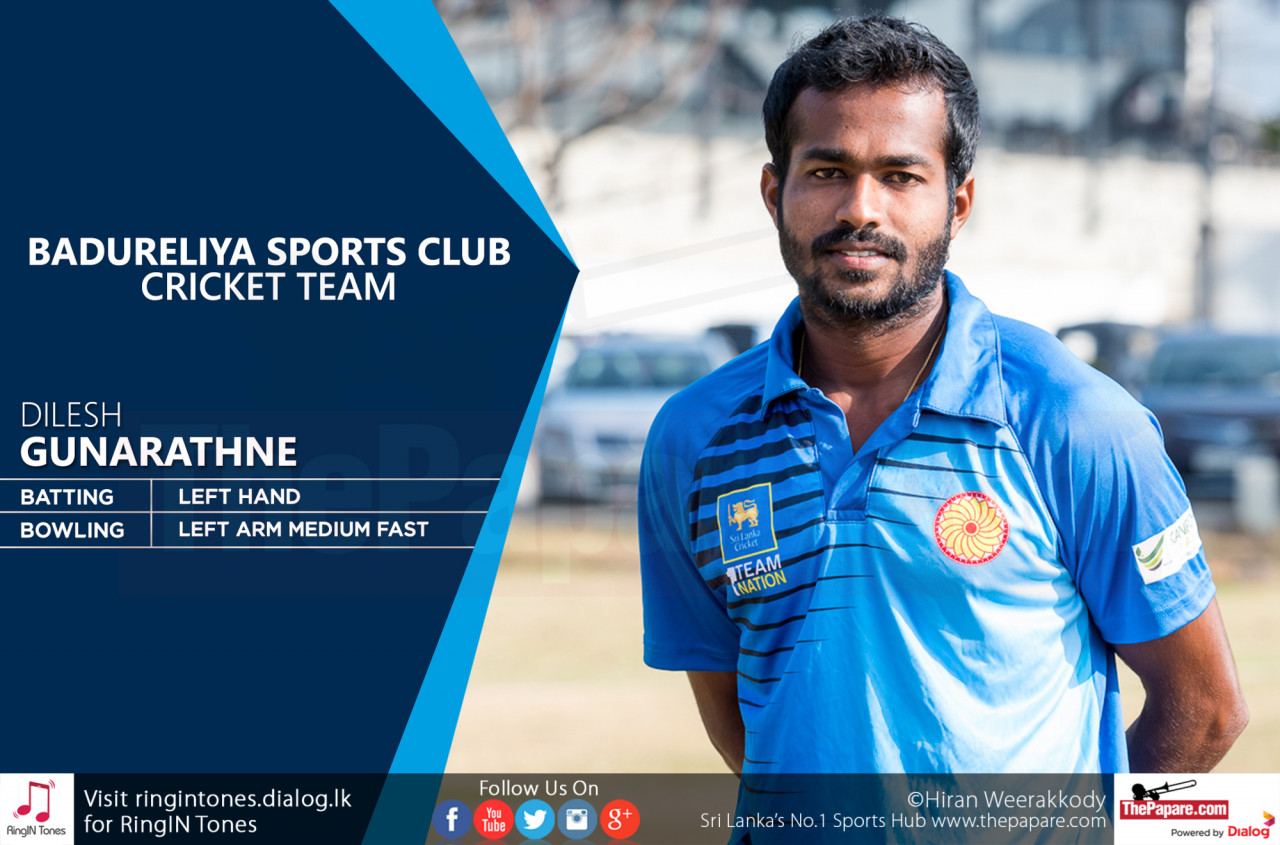 BADURELIYA SPORTS CLUB
CRICKET TEAM
DILESH
GUNARATHNE
BATTING LEFT HAND
BOWLING LEFT ARM MEDIUM FAST
ThePapare
Sri Lanka
Cricket
TEAM
NATION
RingIN Tones
Visit ringintones.dialog.lk
for RingIN Tones
Follow Us On
f
You
Tube
g+
©Hiran Weerakkody
Sri Lanka's No.1 Sports Hub www.thepapare.com
ThePapare.com
Powered by Dialog